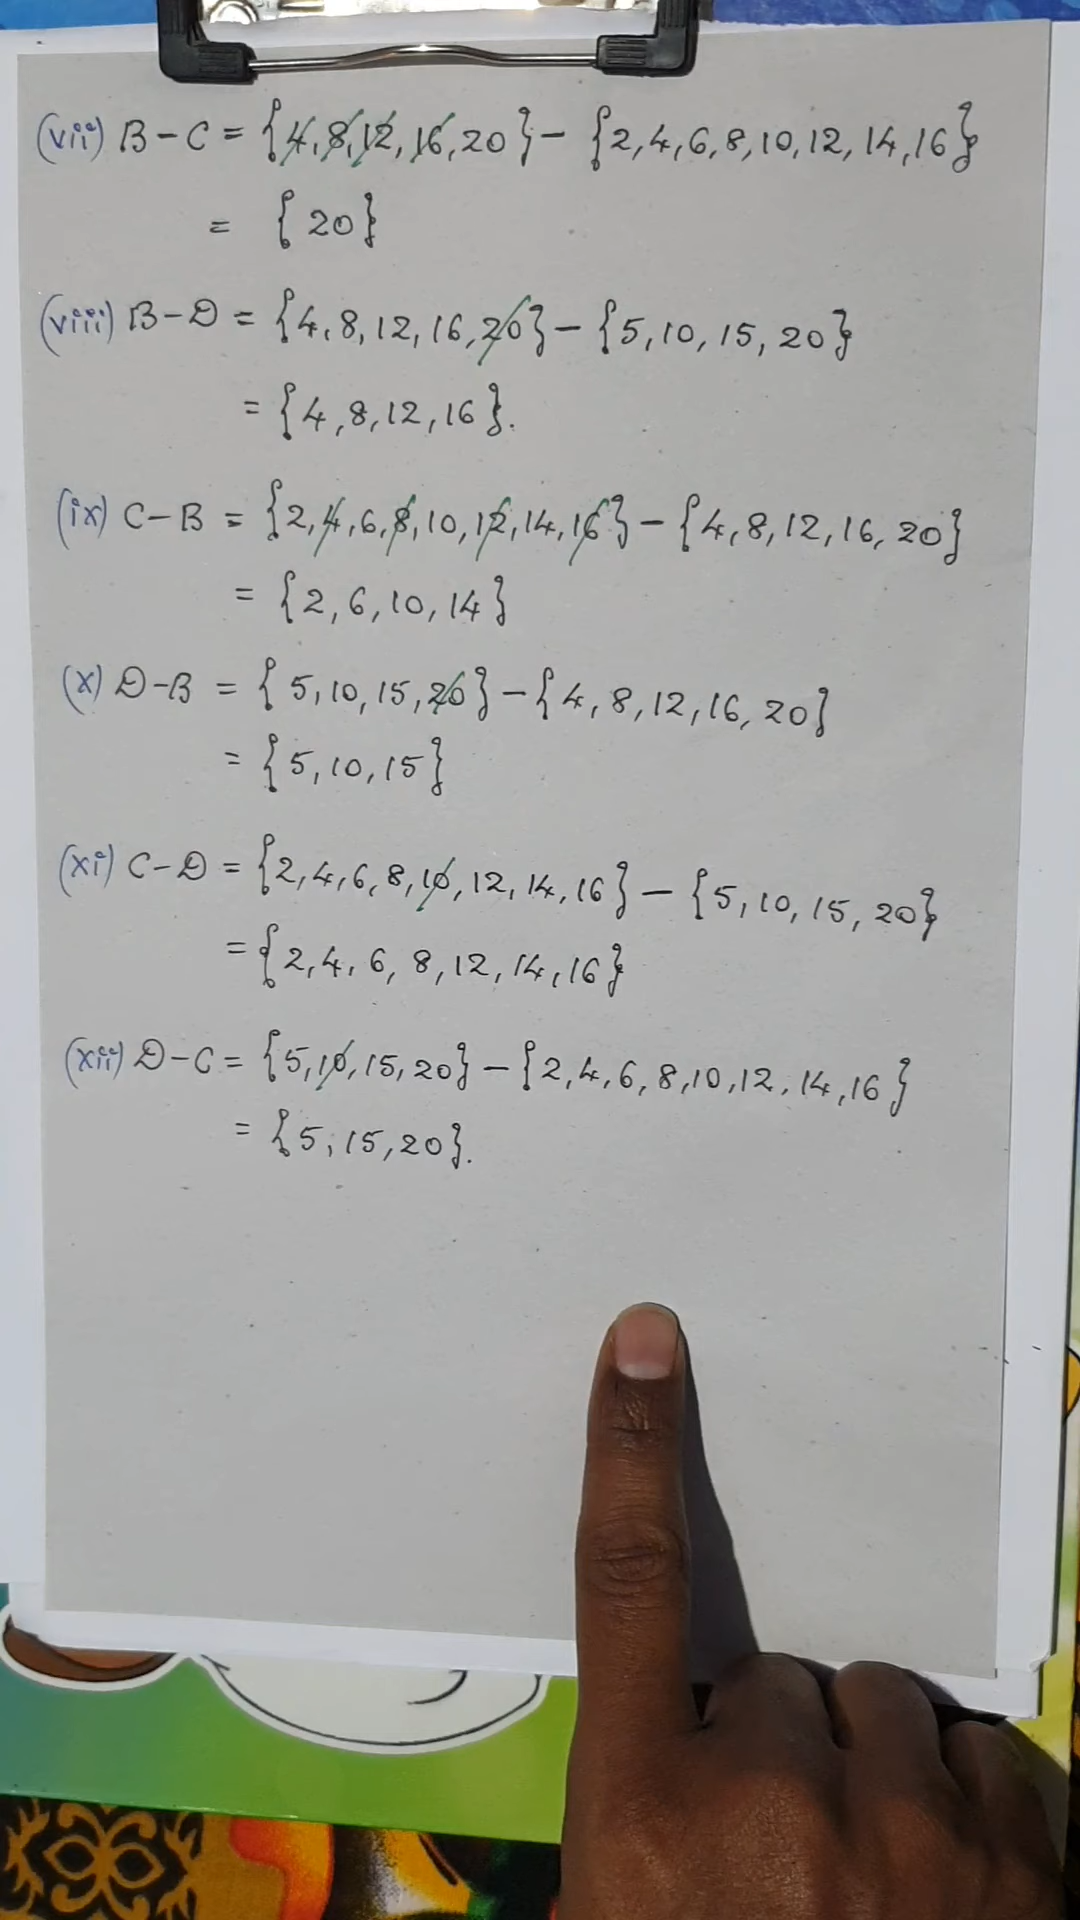 (vii) B-C = {4,8,12,16,20} - {2,4,6,8,10,12,14,16}
= {20}
(viii) B-D = {4,8,12,16,20} - {5,10,15,20}
= {4,8,12,16}.
(ix) C-B = {2,4,6,8,10,12,14,16} - {4,8,12,16,20}
= {2,6,10,14}
(x) D-B = {5,10,15,20} - {4,8,12,16,20}
= {5,10,15}
(xi) C-D = {2,4,6,8,10,12,14,16} - {5,10,15,20}
= {2,4,6,8,12,14,16}
(xii) D-C = {5,10,15,20} - {2,4,6,8,10,12,14,16}
= {5,15,20}.